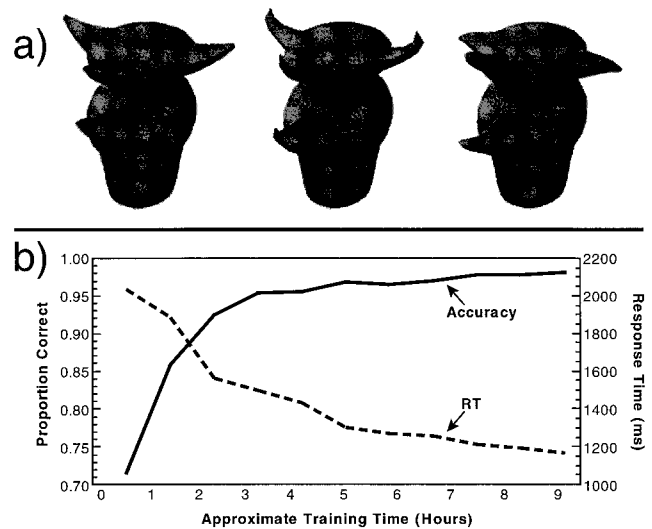 a)
b)
1.00
0.95
0.90
0.85
0.80
0.75
0.70
Proportion Correct
Accuracy
RT
2200
2000
1800
1600
1400
1200
1000
Response Time (ms)
0 1 2 3 4 5 6 7 8 9
Approximate Training Time (Hours)